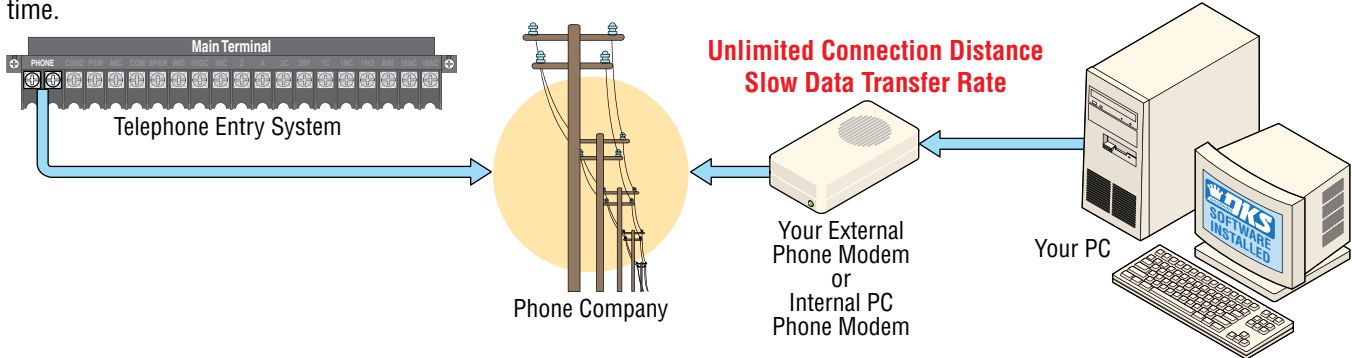 time.
Main Terminal
PHONE CGND PSW MIC COM SPKR IMO 5VDC IMC Z A 2C 2RY 1C 1NC 1NO BAT 16AC 16AC
Telephone Entry System
Phone Company
Unlimited Connection Distance
Slow Data Transfer Rate
Your External
Phone Modem
or
Internal PC
Phone Modem
Your PC
DKS
SOFTWARE
INSTALLED